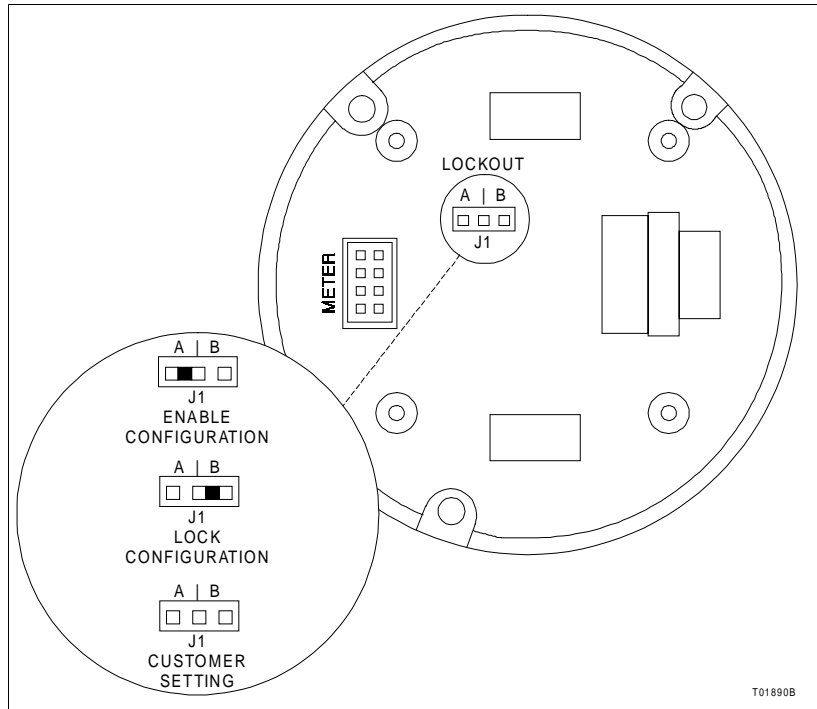 LOCKOUT
A | B
J1
METER
A | B
J1
ENABLE
CONFIGURATION
A | B
J1
LOCK
CONFIGURATION
A | B
J1
CUSTOMER
SETTING
T01890B